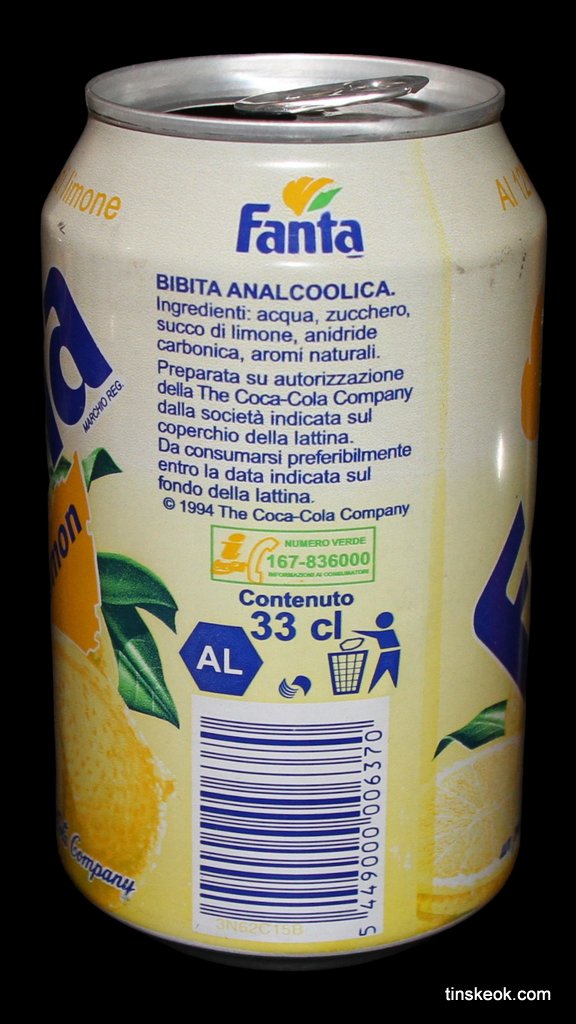 limone
Al 12
Fanta
BIBITA ANALCOOLICA.
Ingredienti: acqua, zucchero,
succo di limone, anidride
carbonica, aromi naturali.
Preparata su autorizzazione
della The Coca-Cola Company
dalla società indicata sul
coperchio della lattina.
Da consumarsi preferibilmente
entro la data indicata sul
fondo della lattina.
© 1994 The Coca-Cola Company
MARCHIO REG.
NUMERO VERDE
167-836000
INFORMAZIONI AI CONSUMATORI
Contenuto
33 cl
AL
5 449000 006370
3N62C15B
Company
tinskeok.com